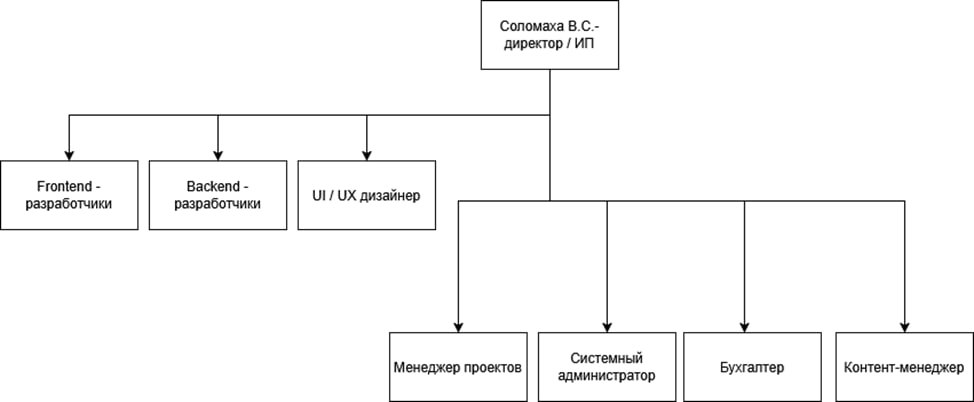 Соломаха В.С.-
директор / ИП
Frontend -
разработчики
Backend -
разработчики
UI / UX дизайнер
Менеджер проектов
Системный
администратор
Бухгалтер
Контент-менеджер